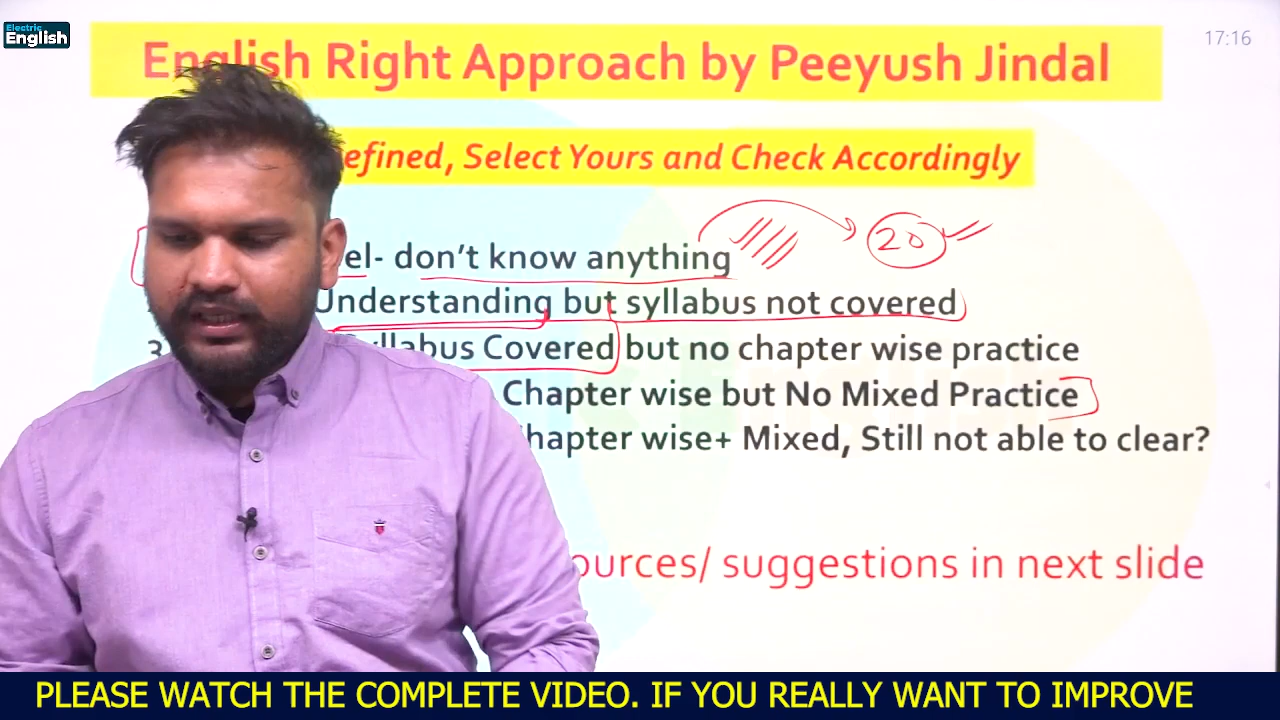 Electric
English
17:16
English Right Approach by Peeyush Jindal
efined, Select Yours and Check Accordingly
el- don't know anything
20
Understanding but syllabus not covered
3
yllabus Covered but no chapter wise practice
Chapter wise but No Mixed Practice
hapter wise+ Mixed, Still not able to clear?
ources/ suggestions in next slide
PLEASE WATCH THE COMPLETE VIDEO. IF YOU REALLY WANT TO IMPROVE